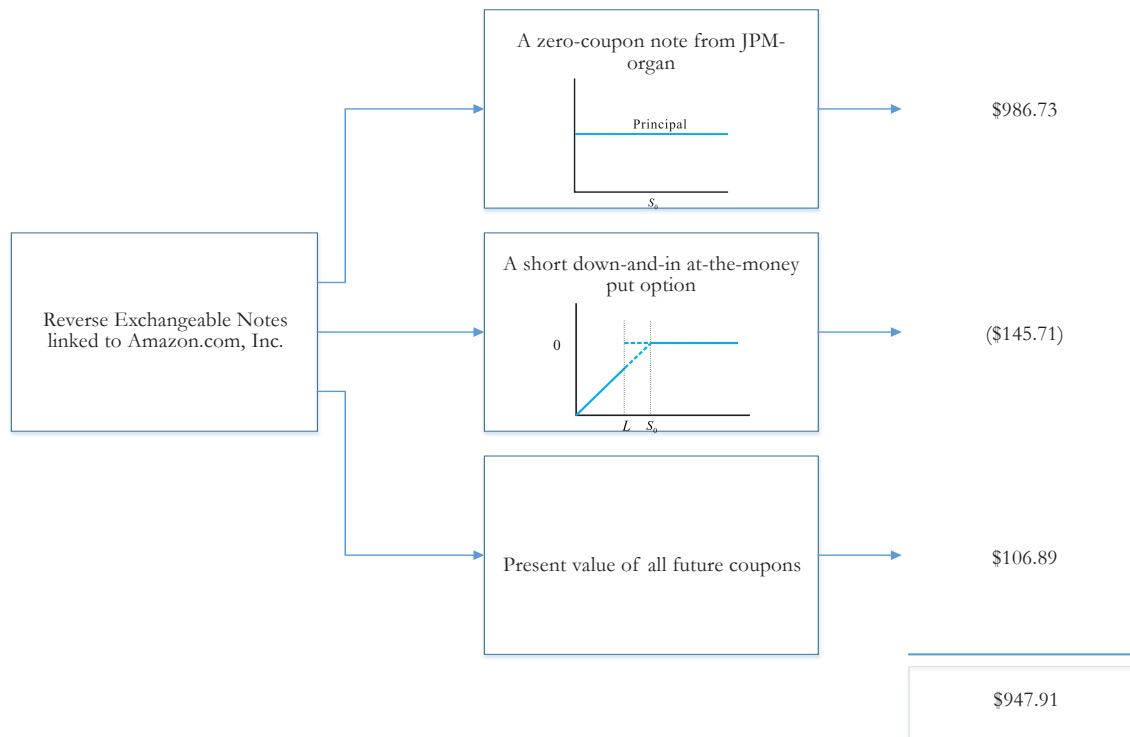 A zero-coupon note from JPM-
organ
Principal
S₀
$986.73
Reverse Exchangeable Notes
linked to Amazon.com, Inc.
A short down-and-in at-the-money
put option
0
L S₀
($145.71)
Present value of all future coupons
$106.89
$947.91